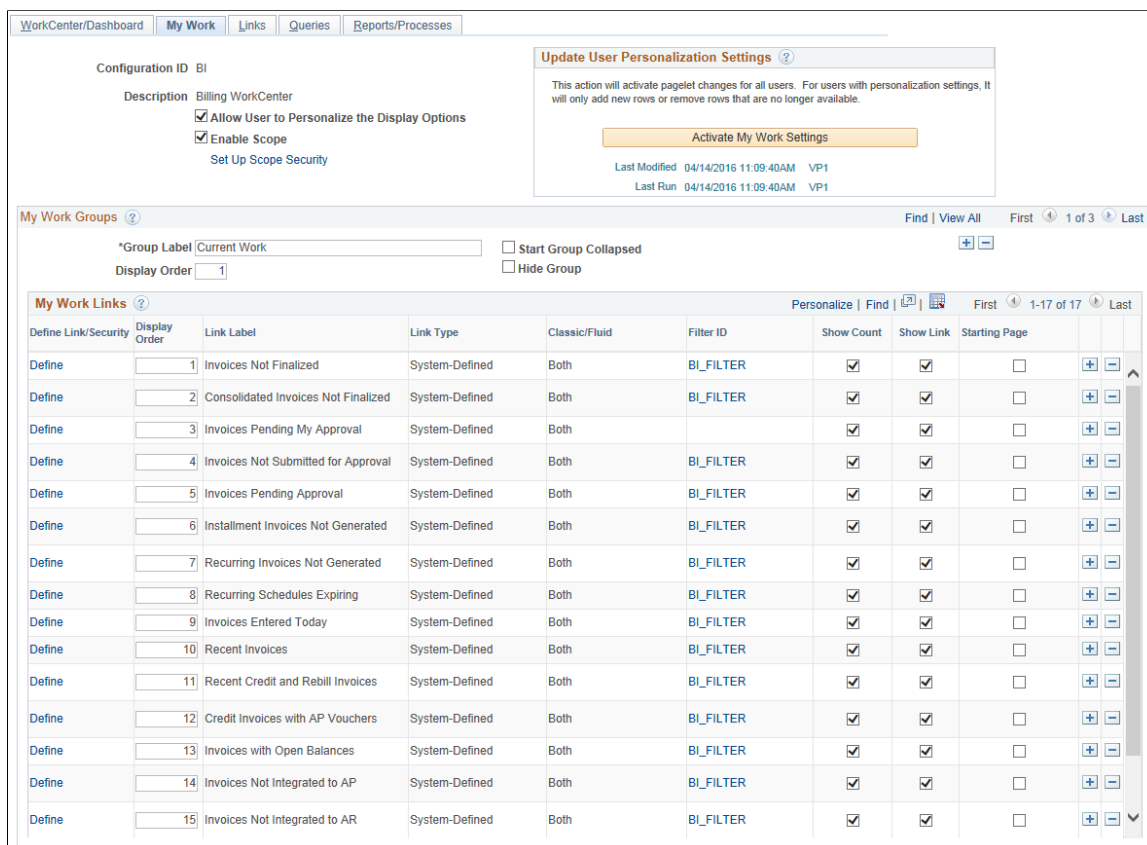 WorkCenter/Dashboard My Work Links Queries Reports/Processes
Configuration ID BI
Description Billing WorkCenter
Allow User to Personalize the Display Options
Enable Scope
Set Up Scope Security
Update User Personalization Settings ?
This action will activate pagelet changes for all users. For users with personalization settings, It
will only add new rows or remove rows that are no longer available.
Activate My Work Settings
Last Modified 04/14/2016 11:09:40AM VP1
Last Run 04/14/2016 11:09:40AM VP1
My Work Groups ? Find | View All First 1 of 3 Last
*Group Label Current Work Start Group Collapsed
Display Order 1 Hide Group
My Work Links ? Personalize | Find | | First 1-17 of 17 Last
Define Link/Security Display Order Link Label Link Type Classic/Fluid Filter ID Show Count Show Link Starting Page
Define 1 Invoices Not Finalized System-Defined Both BI_FILTER
Define 2 Consolidated Invoices Not Finalized System-Defined Both BI_FILTER
Define 3 Invoices Pending My Approval System-Defined Both
Define 4 Invoices Not Submitted for Approval System-Defined Both BI_FILTER
Define 5 Invoices Pending Approval System-Defined Both BI_FILTER
Define 6 Installment Invoices Not Generated System-Defined Both BI_FILTER
Define 7 Recurring Invoices Not Generated System-Defined Both BI_FILTER
Define 8 Recurring Schedules Expiring System-Defined Both BI_FILTER
Define 9 Invoices Entered Today System-Defined Both BI_FILTER
Define 10 Recent Invoices System-Defined Both BI_FILTER
Define 11 Recent Credit and Rebill Invoices System-Defined Both BI_FILTER
Define 12 Credit Invoices with AP Vouchers System-Defined Both BI_FILTER
Define 13 Invoices with Open Balances System-Defined Both BI_FILTER
Define 14 Invoices Not Integrated to AP System-Defined Both BI_FILTER
Define 15 Invoices Not Integrated to AR System-Defined Both BI_FILTER